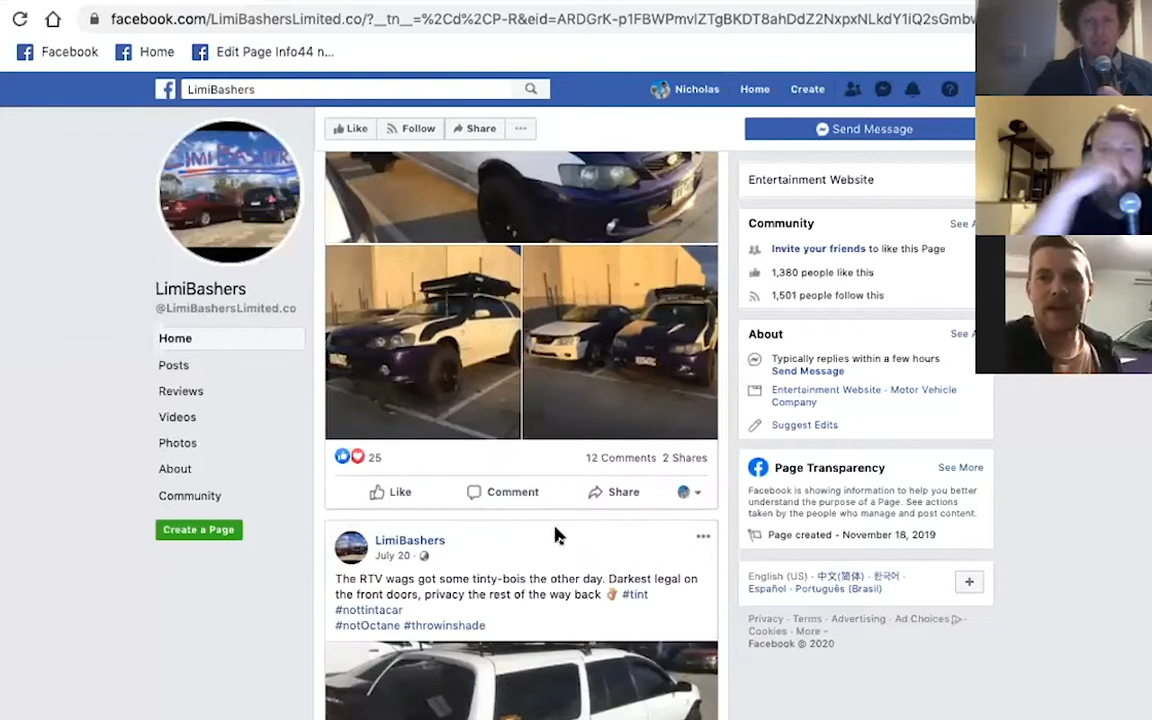 facebook.com/LimiBashersLimited.co/?__tn__=%2Cd%2CP-R&eid=ARDGrK-p1FBWPmvlZTgBKDT8ahDdZ2NxpxNLkdY1iQ2sGmbw
Facebook Home Edit Page Info44 n...
LimiBashers
Nicholas Home Create
Like Follow Share ...
Send Message
LIMIBASHERS
LimiBashers
@LimiBashersLimited.co
Home
Posts
Reviews
Videos
Photos
About
Community
Create a Page
25 12 Comments 2 Shares
Like Comment Share
LimiBashers
July 20 ·
The RTV wags got some tinty-bois the other day. Darkest legal on
the front doors, privacy the rest of the way back 👌 #tint
#nottintacar
#notOctane #throwinshade
Entertainment Website
Community See A
Invite your friends to like this Page
1,380 people like this
1,501 people follow this
About See A
Typically replies within a few hours
Send Message
Entertainment Website · Motor Vehicle
Company
Suggest Edits
Page Transparency See More
Facebook is showing information to help you better
understand the purpose of a Page. See actions
taken by the people who manage and post content.
Page created - November 18, 2019
English (US) · 中文(简体) · 한국어 ·
Español · Português (Brasil)
Privacy · Terms · Advertising · Ad Choices
Cookies · More
Facebook © 2020